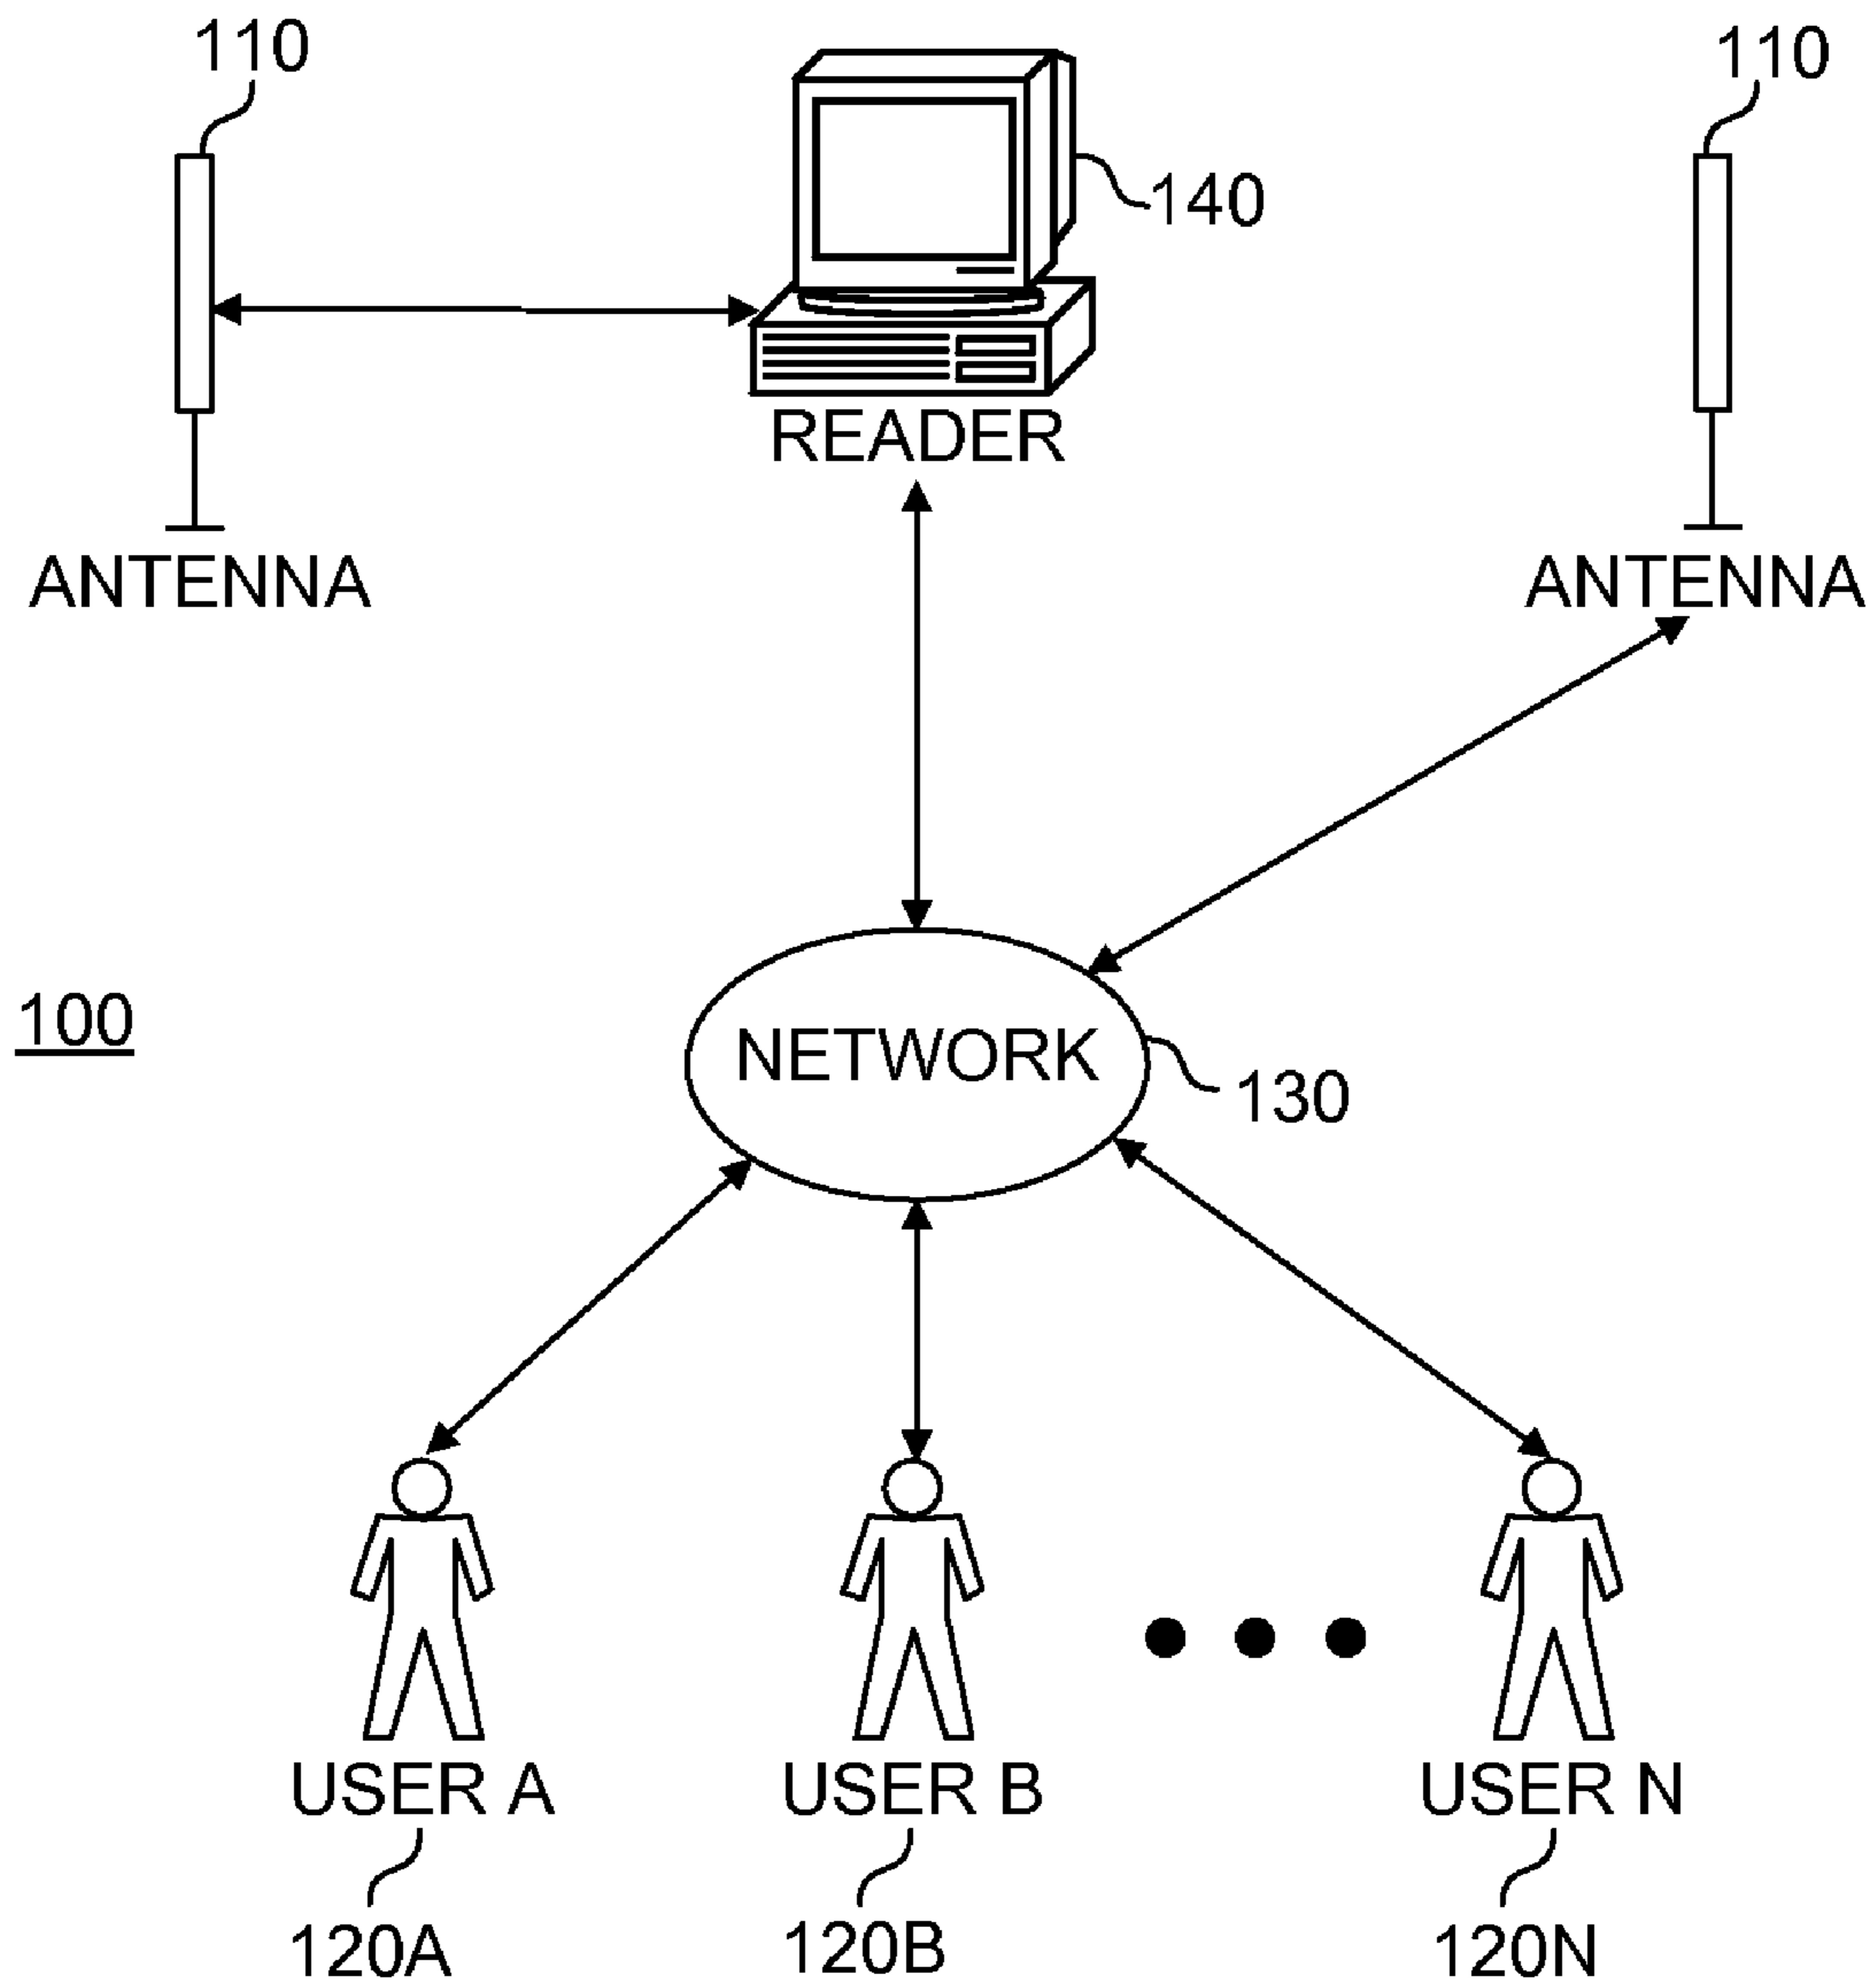 110
110
140
READER
ANTENNA
ANTENNA
100
NETWORK
130
USER A
USER B
USER N
120A
120B
120N